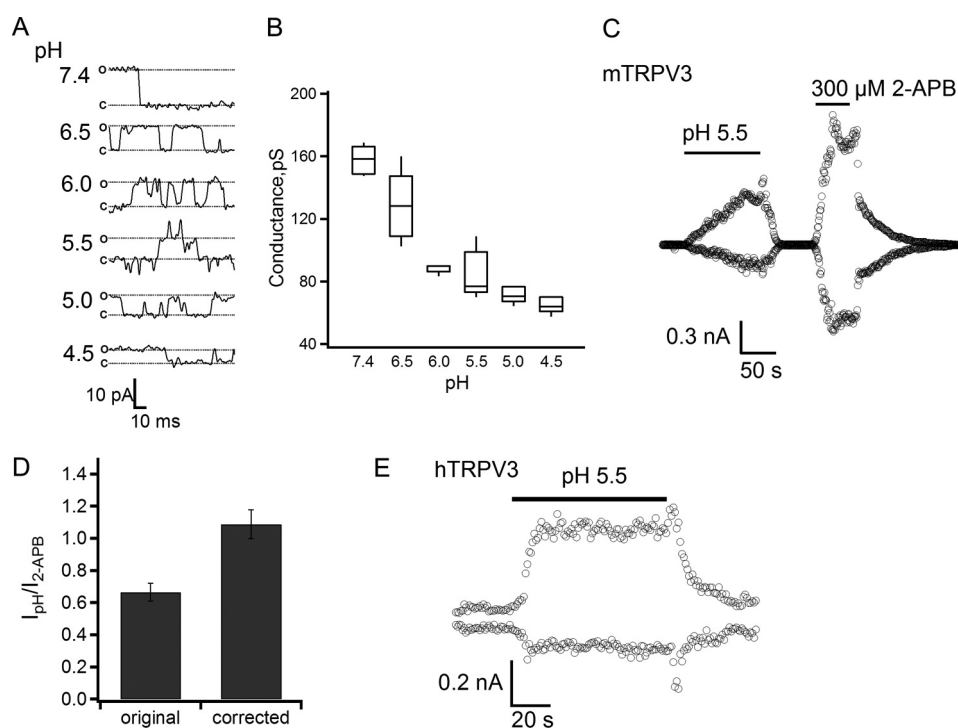 A
pH
7.4 o
c
6.5 o
c
6.0 o
c
5.5 o
c
5.0 o
c
4.5 o
c
10 pA
10 ms
B
Conductance,pS
200
160
120
80
40
7.4 6.5 6.0 5.5 5.0 4.5
pH
C
mTRPV3
300 µM 2-APB
pH 5.5
0.3 nA
50 s
D
I_pH/I_2-APB
1.4
1.2
1.0
0.8
0.6
0.4
0.2
0.0
original corrected
E
hTRPV3
pH 5.5
0.2 nA
20 s